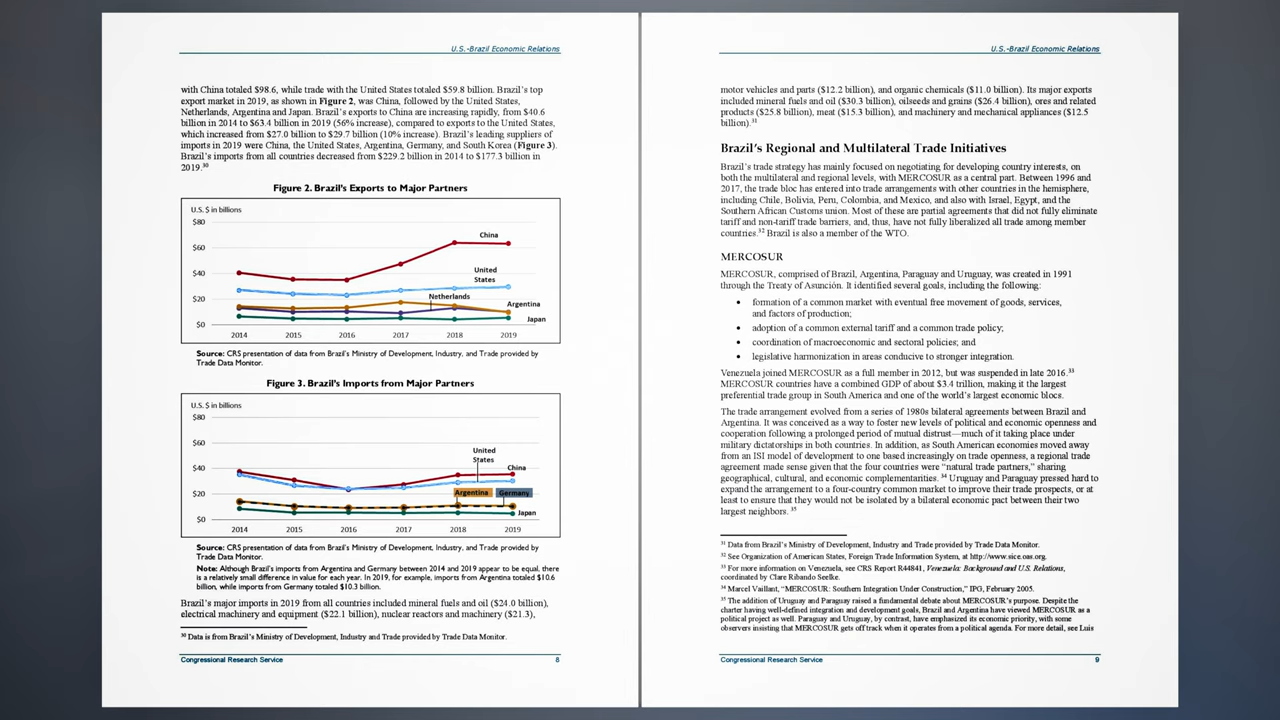 U.S.-Brazil Economic Relations
with China totaled $98.6, while trade with the United States totaled $59.8 billion. Brazil's top
export market in 2019, as shown in Figure 2, was China, followed by the United States,
Netherlands, Argentina and Japan. Brazil's exports to China are increasing rapidly, from $40.6
billion in 2014 to $63.4 billion in 2019 (56% increase), compared to exports to the United States,
which increased from $27.0 billion to $29.7 billion (10% increase). Brazil's leading suppliers of
imports in 2019 were China, the United States, Argentina, Germany, and South Korea (Figure 3).
Brazil's imports from all countries decreased from $229.2 billion in 2014 to $177.3 billion in
2019.30
Figure 2. Brazil's Exports to Major Partners
U.S. $ in billions
$80
China
$60
United
States
$40
Netherlands
$20
Argentina
Japan
$0
2014 2015 2016 2017 2018 2019
Source: CRS presentation of data from Brazil's Ministry of Development, Industry, and Trade provided by
Trade Data Monitor.
Figure 3. Brazil's Imports from Major Partners
U.S. $ in billions
$80
$60
United
States
China
$40
Argentina Germany
$20
Japan
$0
2014 2015 2016 2017 2018 2019
Source: CRS presentation of data from Brazil's Ministry of Development, Industry, and Trade provided by
Trade Data Monitor.
Note: Although Brazil's imports from Argentina and Germany between 2014 and 2019 appear to be equal, there
is a relatively small difference in value for each year. In 2019, for example, imports from Argentina totaled $10.6
billion, while imports from Germany totaled $10.3 billion.
Brazil's major imports in 2019 from all countries included mineral fuels and oil ($24.0 billion),
electrical machinery and equipment ($22.1 billion), nuclear reactors and machinery ($21.3),
30 Data is from Brazil's Ministry of Development, Industry and Trade provided by Trade Data Monitor.
Congressional Research Service 8
U.S.-Brazil Economic Relations
motor vehicles and parts ($12.2 billion), and organic chemicals ($11.0 billion). Its major exports
included mineral fuels and oil ($30.3 billion), oilseeds and grains ($26.4 billion), ores and related
products ($25.8 billion), meat ($15.3 billion), and machinery and mechanical appliances ($12.5
billion).31
Brazil's Regional and Multilateral Trade Initiatives
Brazil's trade strategy has mainly focused on negotiating for developing country interests, on
both the multilateral and regional levels, with MERCOSUR as a central part. Between 1996 and
2017, the trade bloc has entered into trade arrangements with other countries in the hemisphere,
including Chile, Bolivia, Peru, Colombia, and Mexico, and also with Israel, Egypt, and the
Southern African Customs union. Most of these are partial agreements that did not fully eliminate
tariff and non-tariff trade barriers, and, thus, have not fully liberalized all trade among member
countries.32 Brazil is also a member of the WTO.
MERCOSUR
MERCOSUR, comprised of Brazil, Argentina, Paraguay and Uruguay, was created in 1991
through the Treaty of Asunción. It identified several goals, including the following:
• formation of a common market with eventual free movement of goods, services,
and factors of production;
• adoption of a common external tariff and a common trade policy;
• coordination of macroeconomic and sectoral policies; and
• legislative harmonization in areas conducive to stronger integration.
Venezuela joined MERCOSUR as a full member in 2012, but was suspended in late 2016.33
MERCOSUR countries have a combined GDP of about $3.4 trillion, making it the largest
preferential trade group in South America and one of the world's largest economic blocs.
The trade arrangement evolved from a series of 1980s bilateral agreements between Brazil and
Argentina. It was conceived as a way to foster new levels of political and economic openness and
cooperation following a prolonged period of mutual distrust—much of it taking place under
military dictatorships in both countries. In addition, as South American economies moved away
from an ISI model of development to one based increasingly on trade openness, a regional trade
agreement made sense given that the four countries were "natural trade partners," sharing
geographical, cultural, and economic complementarities. 34 Uruguay and Paraguay pressed hard to
expand the arrangement to a four-country common market to improve their trade prospects, or at
least to ensure that they would not be isolated by a bilateral economic pact between their two
largest neighbors. 35
31 Data from Brazil's Ministry of Development, Industry and Trade provided by Trade Data Monitor.
32 See Organization of American States, Foreign Trade Information System, at http://www.sice.oas.org.
33 For more information on Venezuela, see CRS Report R44841, Venezuela: Background and U.S. Relations,
coordinated by Clare Ribando Seelke.
34 Marcel Vaillant, "MERCOSUR: Southern Integration Under Construction," IPG, February 2005.
35 The addition of Uruguay and Paraguay raised a fundamental debate about MERCOSUR's purpose. Despite the
charter having well-defined integration and development goals, Brazil and Argentina have viewed MERCOSUR as a
political project as well. Paraguay and Uruguay, by contrast, have emphasized its economic priority, with some
observers insisting that MERCOSUR gets off track when it operates from a political agenda. For more detail, see Luis
Congressional Research Service 9